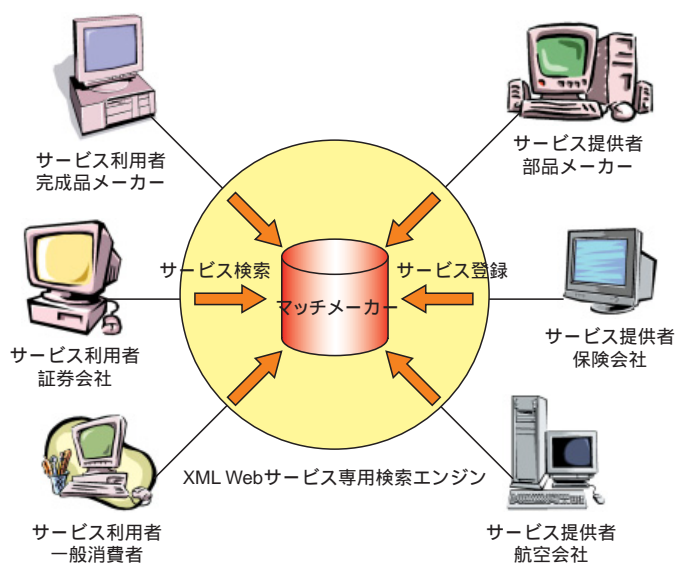 サービス利用者
完成品メーカー
サービス提供者
部品メーカー
サービス検索
サービス登録
マッチメーカー
サービス利用者
証券会社
サービス提供者
保険会社
XML Webサービス専用検索エンジン
サービス利用者
一般消費者
サービス提供者
航空会社